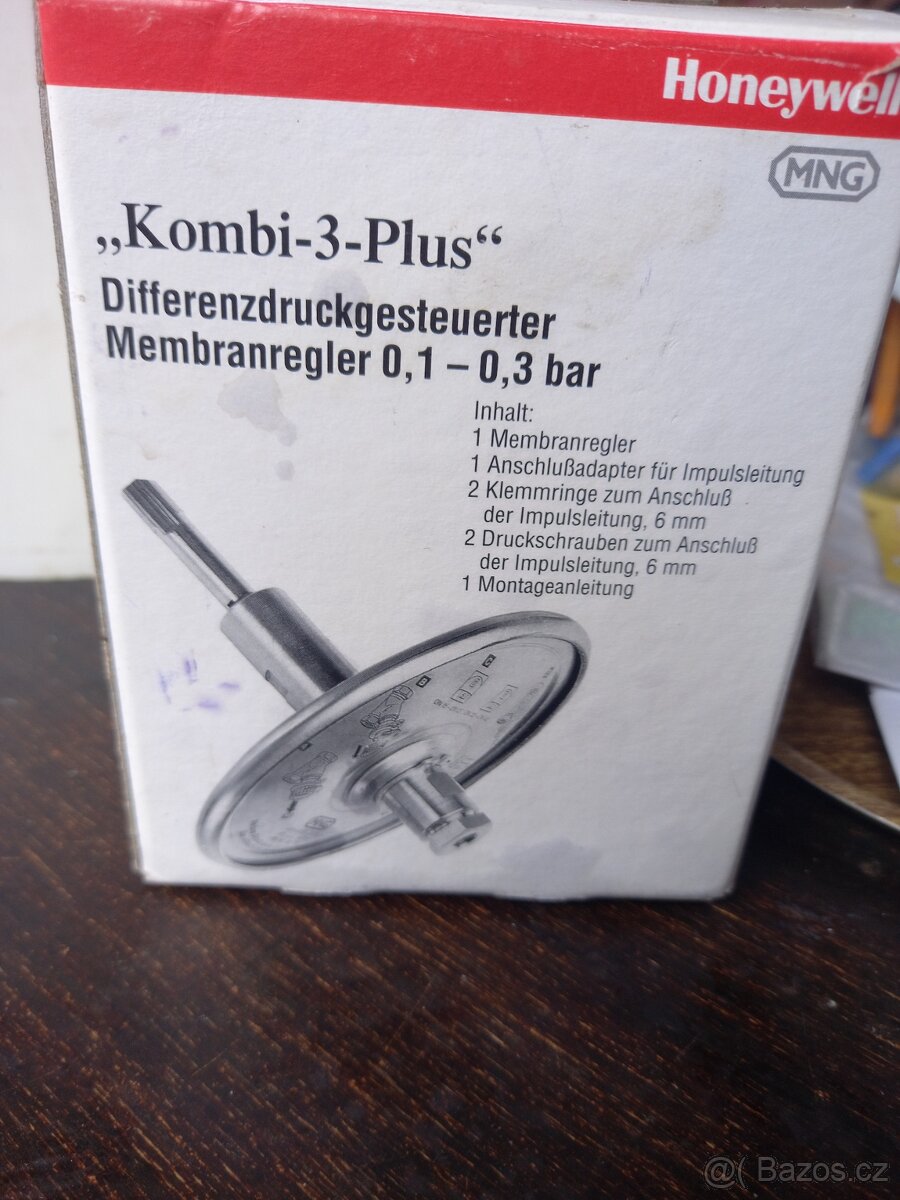 Honeywell
MNG
„Kombi-3-Plus“
Differenzdruckgesteuerter
Membranregler 0,1 – 0,3 bar
Inhalt:
1 Membranregler
1 Anschlußadapter für Impulsleitung
2 Klemmringe zum Anschluß
der Impulsleitung, 6 mm
2 Druckschrauben zum Anschluß
der Impulsleitung, 6 mm
1 Montageanleitung
@( Bazos.cz